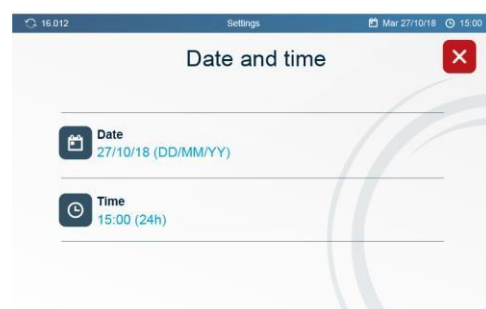 16.012 Settings Mar 27/10/18 15:00
Date and time
Date
27/10/18 (DD/MM/YY)
Time
15:00 (24h)